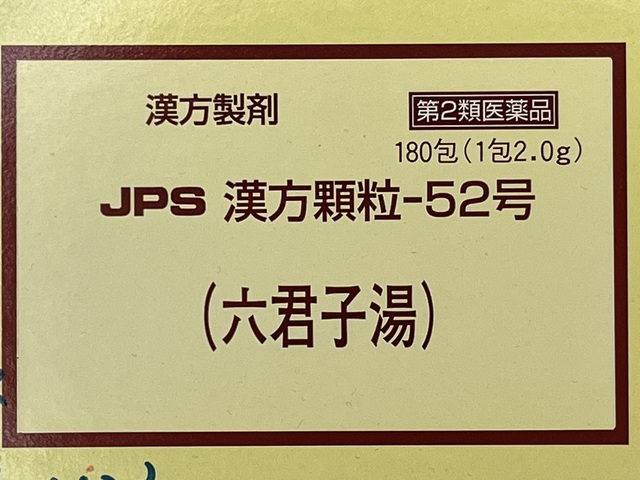 漢方製剤
第2類医薬品
180包(1包2.0g)
JPS 漢方顆粒-52号
(六君子湯)